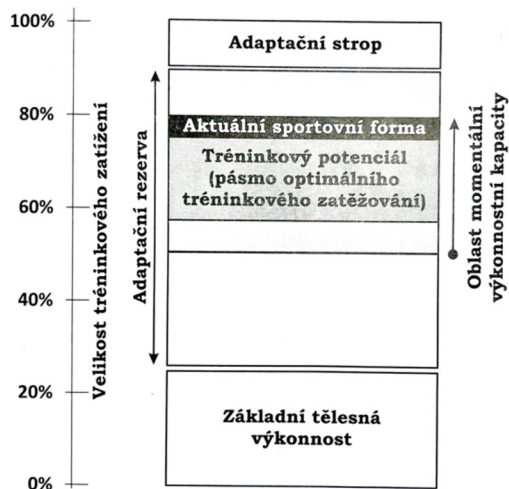 100%
80%
60%
40%
20%
0%
Velikost tréninkového zatížení
Adaptační rezerva
Adaptační strop
Aktuální sportovní forma
Tréninkový potenciál
(pásmo optimálního
tréninkového zatěžování)
Základní tělesná
výkonnost
Oblast momentální
výkonnostní kapacity